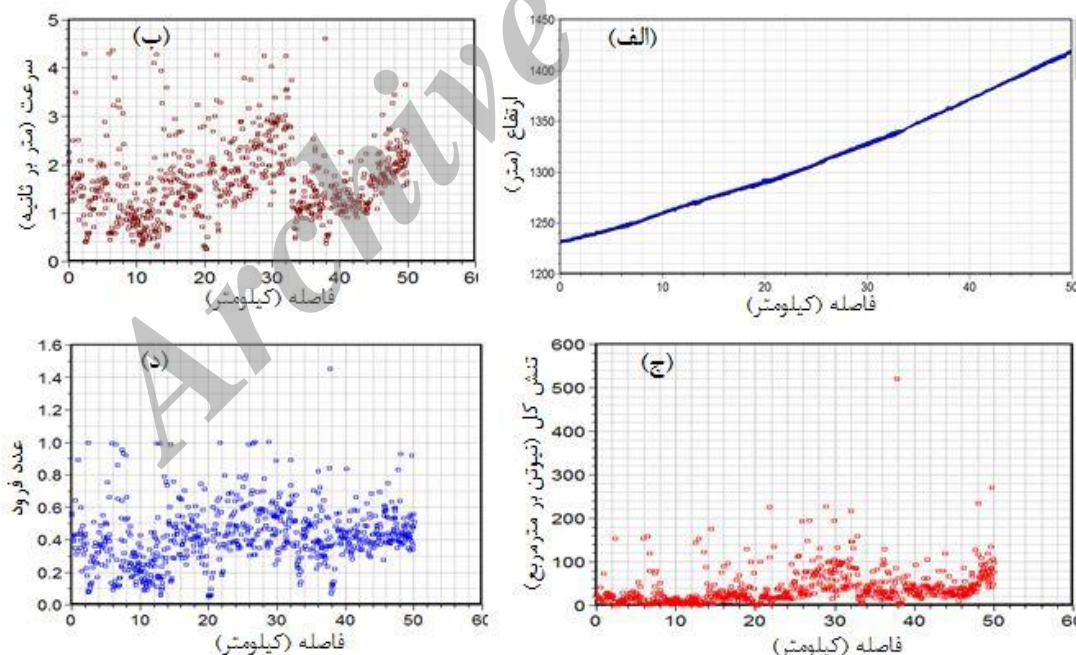 (ب)
5
4
3
2
1
0
سرعت (متر بر ثانیه)
0 10 20 30 40 50 60
فاصله (کیلومتر)
(الف)
1450
1400
1350
1300
1250
1200
ارتفاع (متر)
0 10 20 30 40 50
فاصله (کیلومتر)
(د)
1.6
1.4
1.2
1.0
0.8
0.6
0.4
0.2
0.0
عدد فرود
0 10 20 30 40 50 60
فاصله (کیلومتر)
(ج)
600
500
400
300
200
100
0
تنش کل (نیوتن بر مترمربع)
0 10 20 30 40 50 60
فاصله (کیلومتر)
Archive